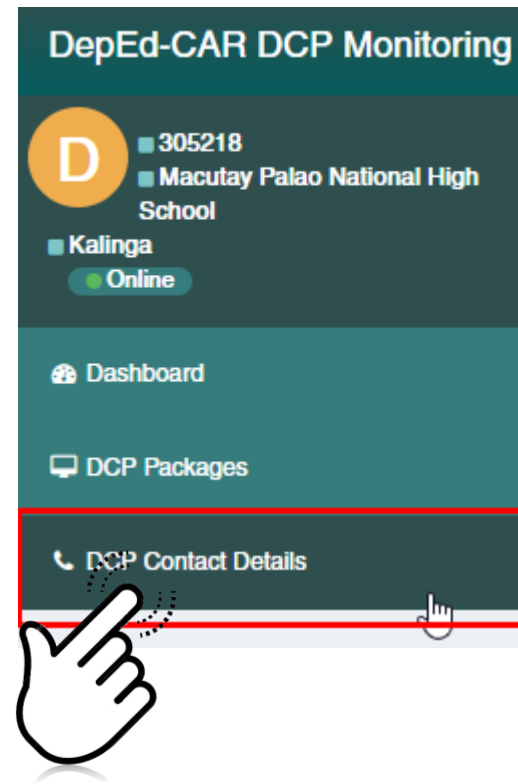 DepEd-CAR DCP Monitoring
D
305218
Macutay Palao National High
School
Kalinga
Online
Dashboard
DCP Packages
DCP Contact Details